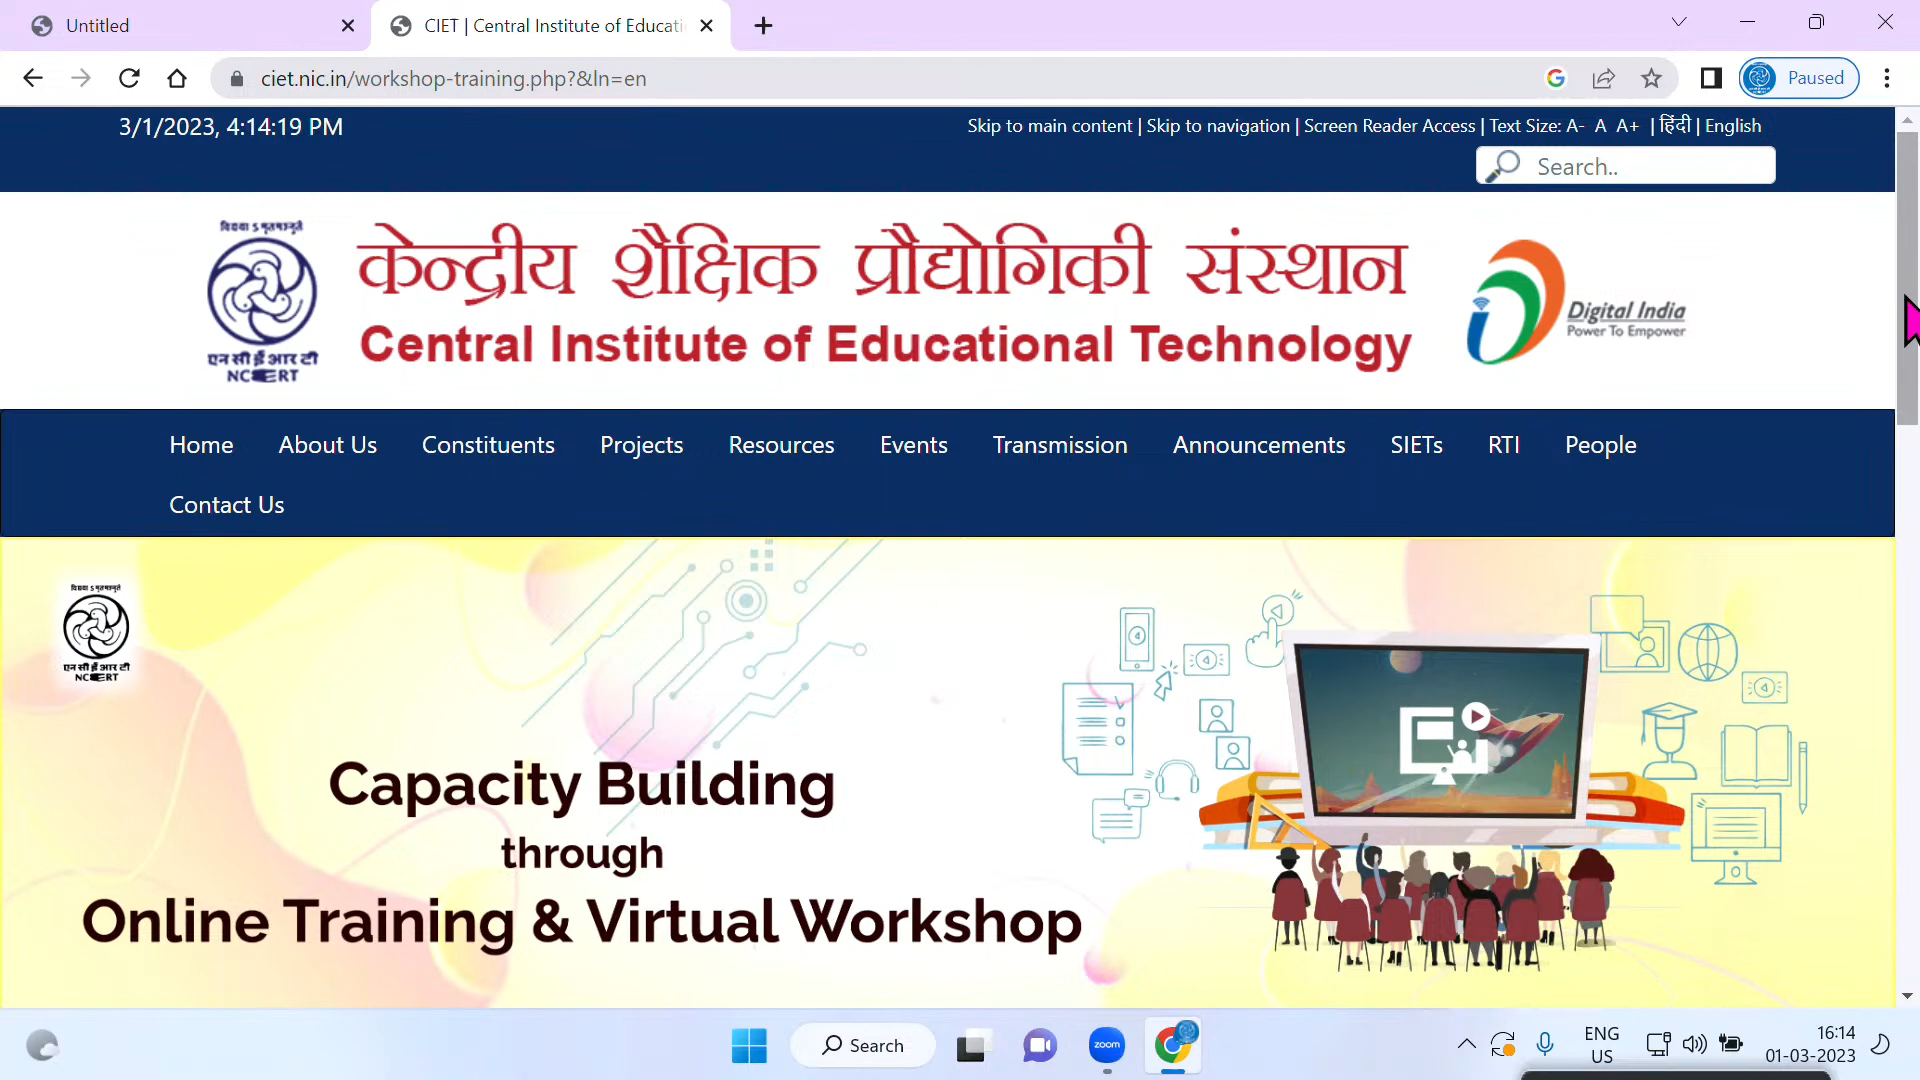 Untitled
CIET | Central Institute of Educati
ciet.nic.in/workshop-training.php?&ln=en
Paused
3/1/2023, 4:14:19 PM
Skip to main content | Skip to navigation | Screen Reader Access | Text Size: A- A A+ | हिंदी | English
Search..
एन सी ई आर टी
NCERT
केन्द्रीय शैक्षिक प्रौद्योगिकी संस्थान
Central Institute of Educational Technology
Digital India
Power To Empower
Home About Us Constituents Projects Resources Events Transmission Announcements SIETs RTI People
Contact Us
एन सी ई आर टी
NCERT
Capacity Building
through
Online Training & Virtual Workshop
Search
zoom
ENG
US
16:14
01-03-2023